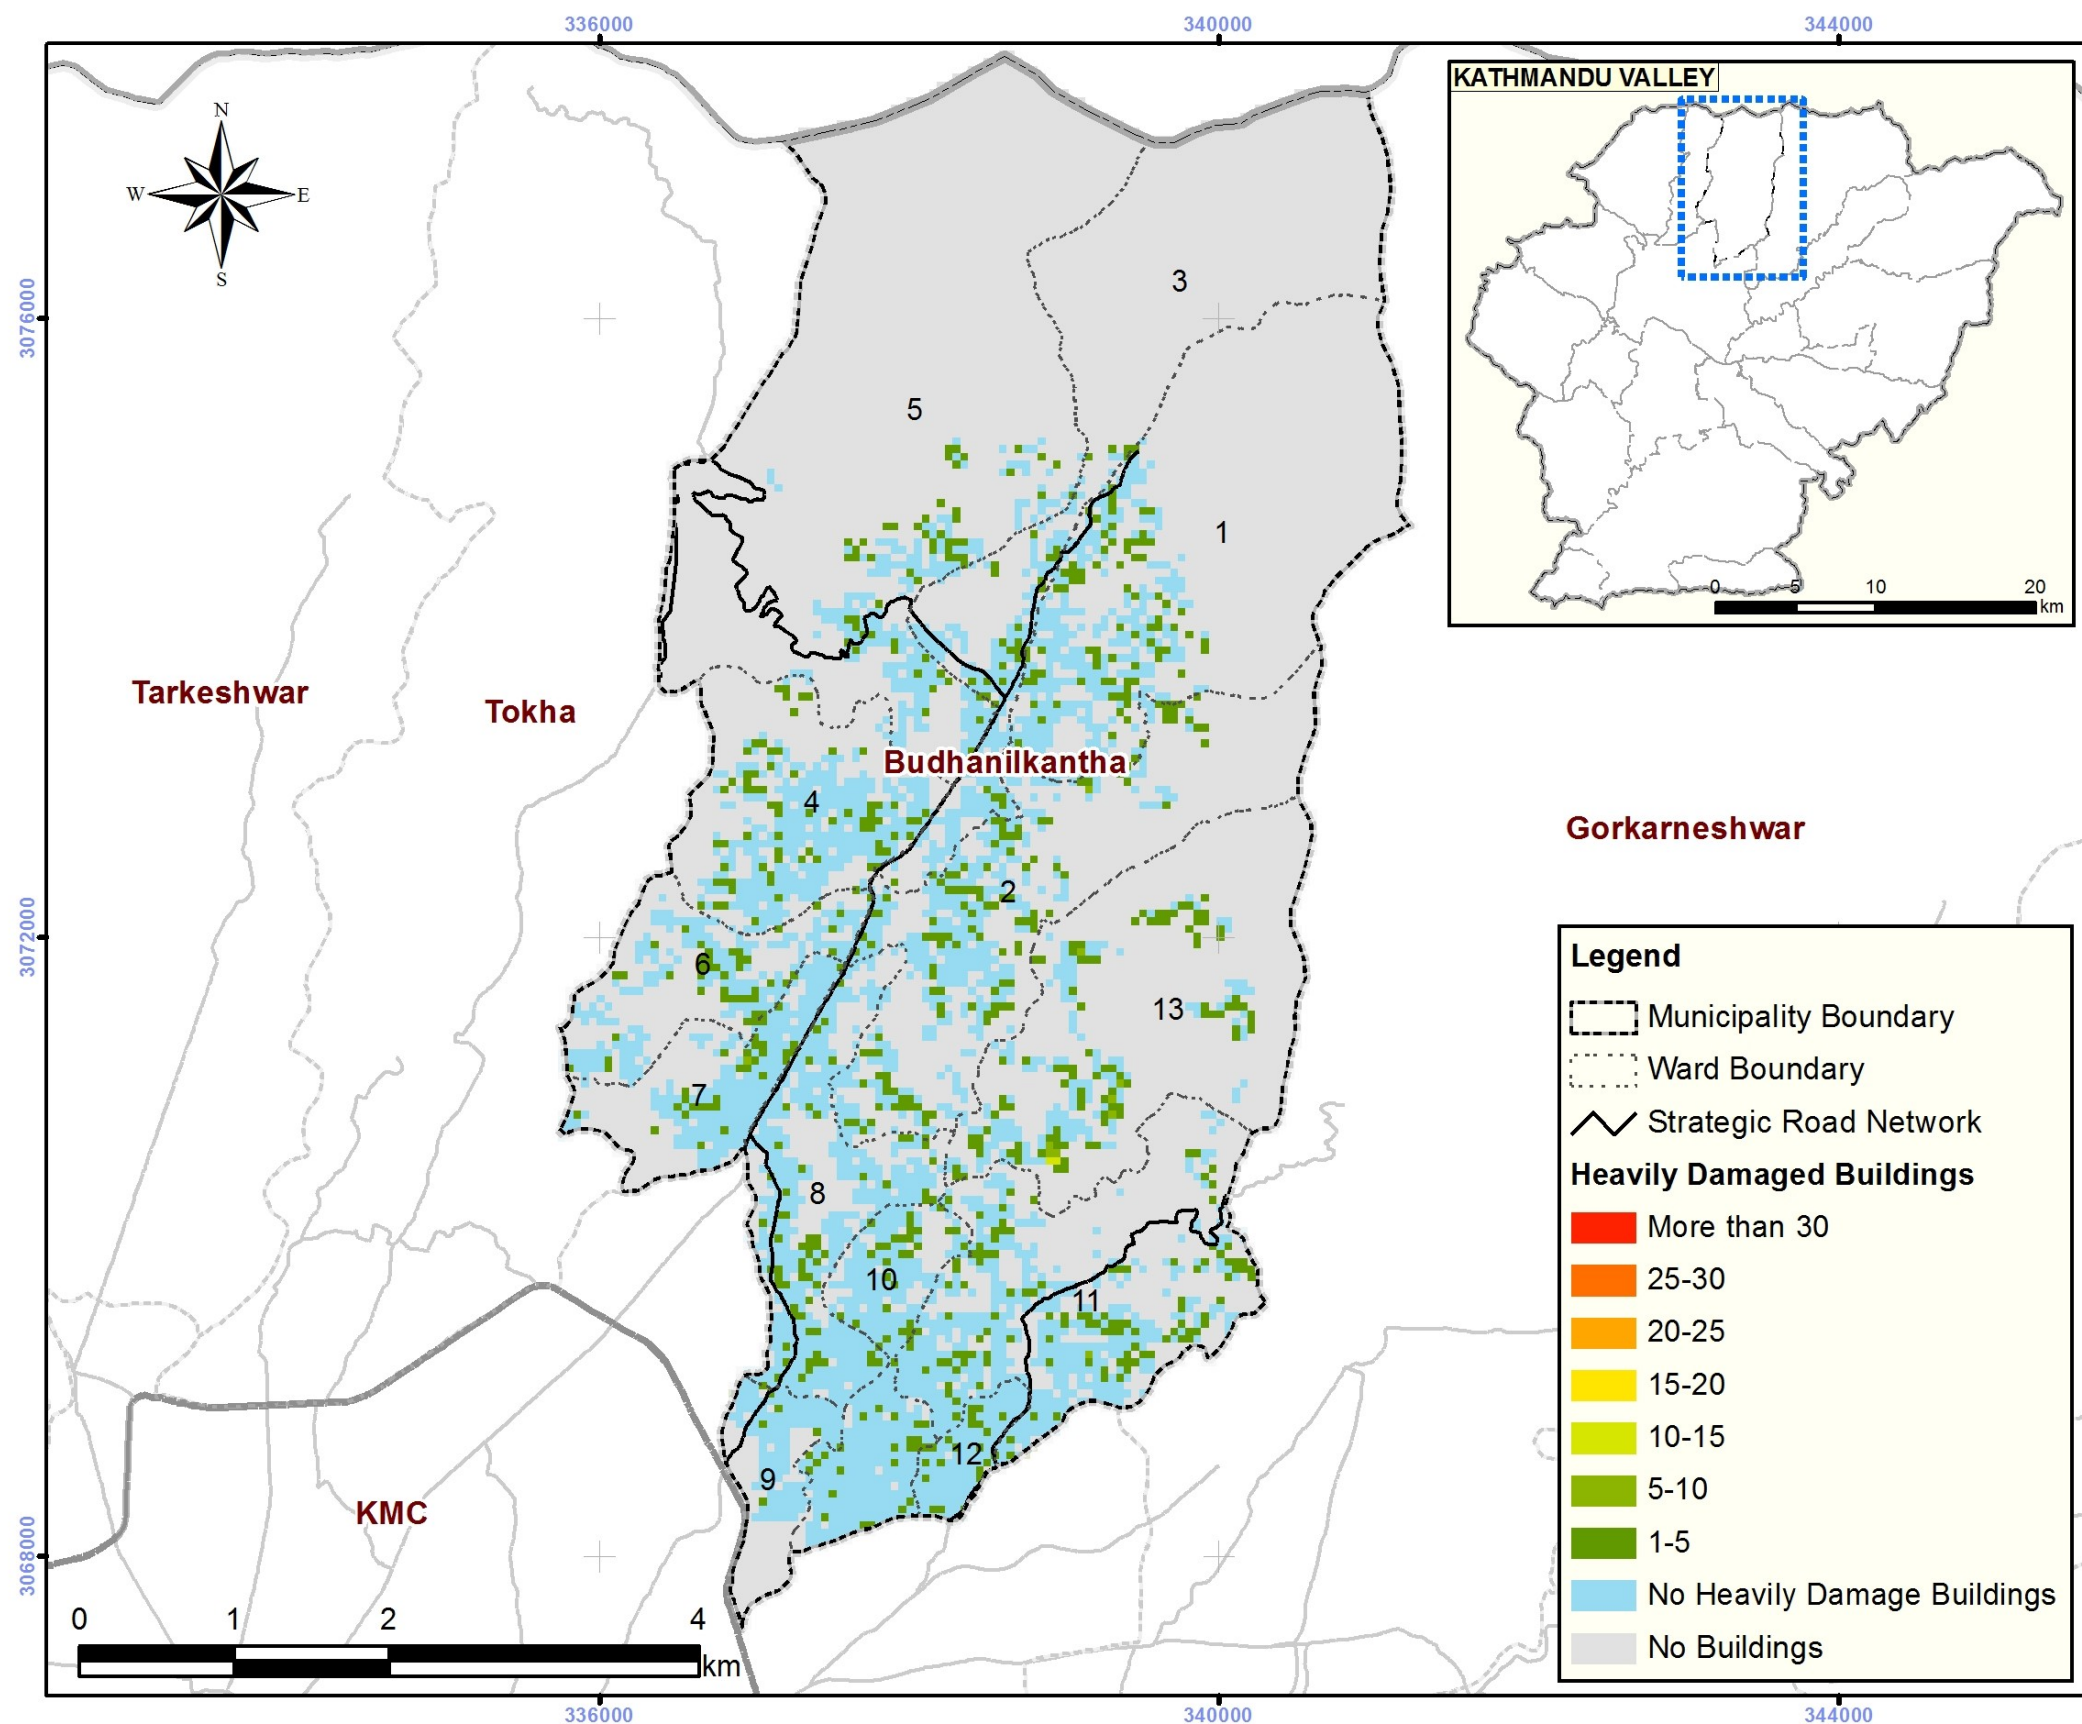 336000
340000
344000
KATHMANDU VALLEY
N
W
E
S
3076000
3
5
1
0
5
10
20
km
Tarkeshwar
Tokha
Budhanilkantha
4
Gorkarneshwar
2
3072000
6
13
7
8
10
11
12
9
KMC
3068000
Legend
Municipality Boundary
Ward Boundary
Strategic Road Network
Heavily Damaged Buildings
More than 30
25-30
20-25
15-20
10-15
5-10
1-5
No Heavily Damage Buildings
No Buildings
0
1
2
4
km
336000
340000
344000